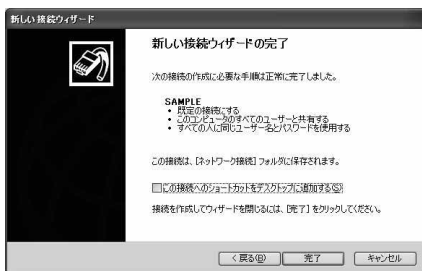 新しい接続ウィザード
新しい接続ウィザードの完了
次の接続の作成に必要な手順は正常に完了しました。
SAMPLE
• 既定の接続にする
• このコンピュータのすべてのユーザーと共有する
• すべての人に同じユーザー名とパスワードを使用する
この接続は、[ネットワーク接続] フォルダに保存されます。
この接続へのショートカットをデスクトップに追加する(S)
接続を作成してウィザードを閉じるには、[完了] をクリックしてください。
< 戻る(B)
完了
キャンセル